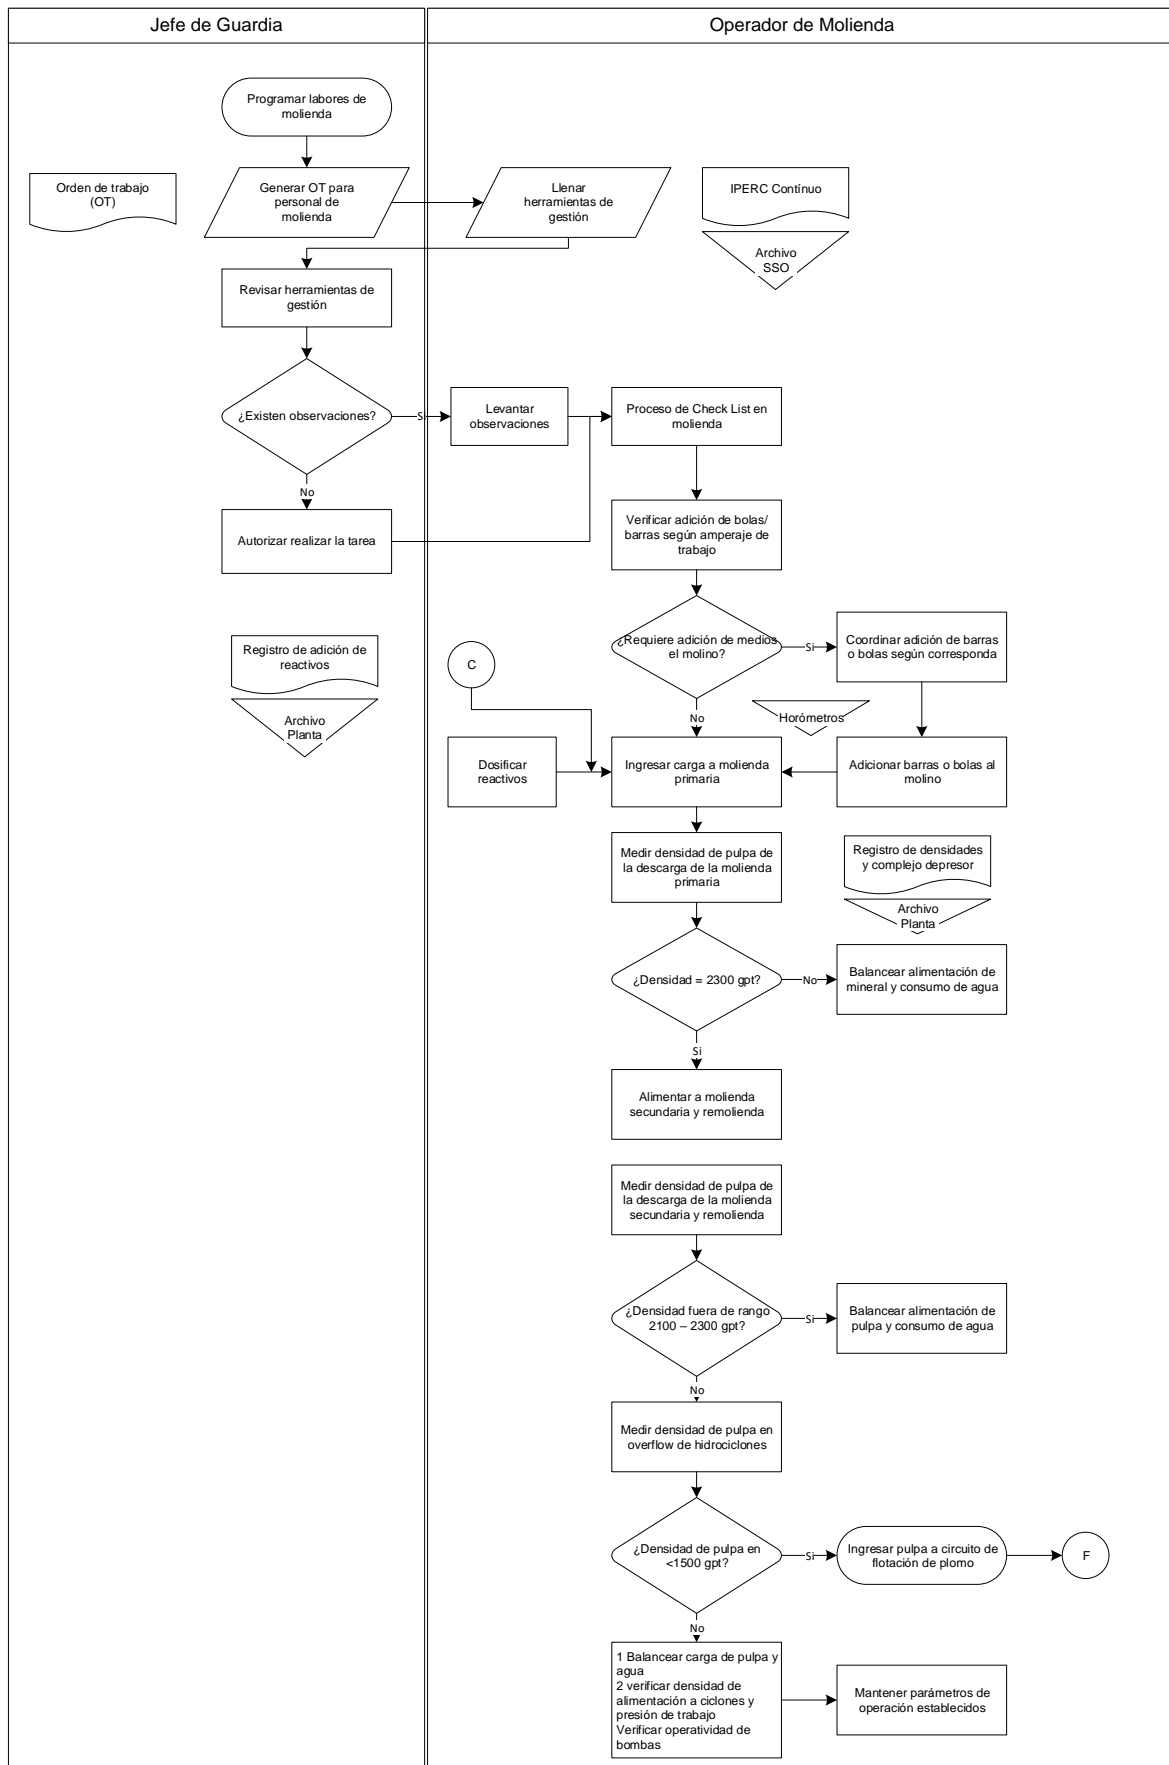 Jefe de Guardia
Operador de Molienda
Programar labores de
molienda
Orden de trabajo
(OT)
Generar OT para
personal de
molienda
Llenar
herramientas de
gestión
IPERC Contínuo
Archivo
SSO
Revisar herramientas de
gestión
¿Existen observaciones?
Si
Levantar
observaciones
Proceso de Check List en
molienda
No
Autorizar realizar la tarea
Verificar adición de bolas/
barras según amperaje de
trabajo
Registro de adición de
reactivos
Archivo
Planta
C
¿Requiere adición de medios
el molino?
Si
Coordinar adición de barras
o bolas según corresponda
No
Horómetros
Dosificar
reactivos
Ingresar carga a molienda
primaria
Adicionar barras o bolas al
molino
Medir densidad de pulpa de
la descarga de la molienda
primaria
Registro de densidades
y complejo depresor
Archivo
Planta
¿Densidad = 2300 gpt?
No
Balancear alimentación de
mineral y consumo de agua
Si
Alimentar a molienda
secundaria y remolienda
Medir densidad de pulpa de
la descarga de la molienda
secundaria y remolienda
¿Densidad fuera de rango
2100 – 2300 gpt?
Si
Balancear alimentación de
pulpa y consumo de agua
No
Medir densidad de pulpa en
overflow de hidrociclones
¿Densidad de pulpa en
<1500 gpt?
Si
Ingresar pulpa a circuito de
flotación de plomo
F
No
1 Balancear carga de pulpa y
agua
2 verificar densidad de
alimentación a ciclones y
presión de trabajo
Verificar operatividad de
bombas
Mantener parámetros de
operación establecidos